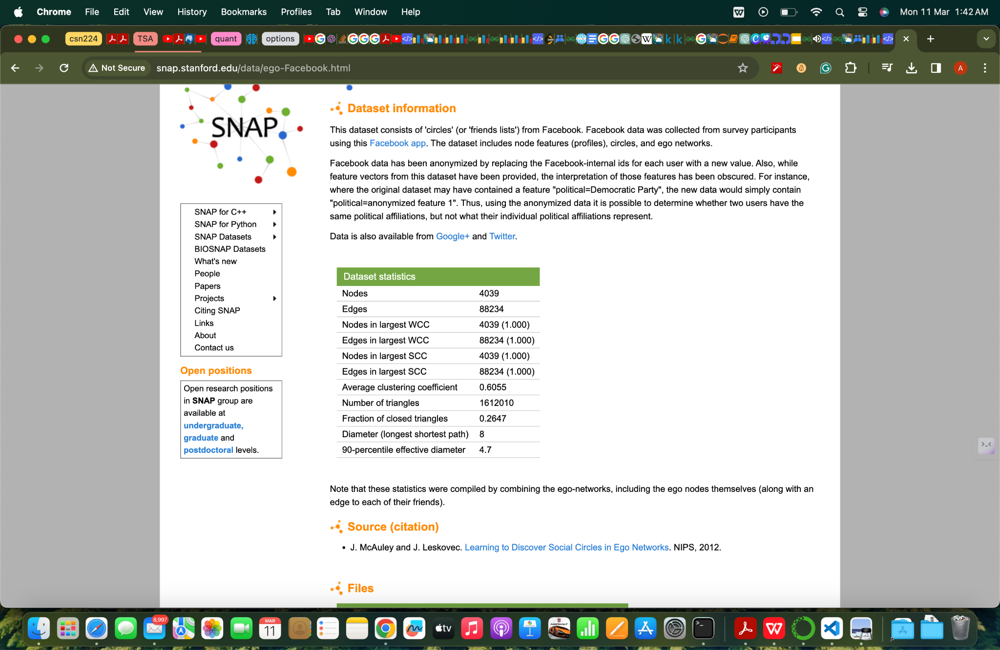 Chrome File Edit View History Bookmarks Profiles Tab Window Help Mon 11 Mar 1:42 AM
csn224 TSA quant options
Not Secure snap.stanford.edu/data/ego-Facebook.html
SNAP
SNAP for C++
SNAP for Python
SNAP Datasets
BIOSNAP Datasets
What's new
People
Papers
Projects
Citing SNAP
Links
About
Contact us
Open positions
Open research positions
in SNAP group are
available at
undergraduate,
graduate and
postdoctoral levels.
Dataset information
This dataset consists of 'circles' (or 'friends lists') from Facebook. Facebook data was collected from survey participants
using this Facebook app. The dataset includes node features (profiles), circles, and ego networks.
Facebook data has been anonymized by replacing the Facebook-internal ids for each user with a new value. Also, while
feature vectors from this dataset have been provided, the interpretation of those features has been obscured. For instance,
where the original dataset may have contained a feature "political=Democratic Party", the new data would simply contain
"political=anonymized feature 1". Thus, using the anonymized data it is possible to determine whether two users have the
same political affiliations, but not what their individual political affiliations represent.
Data is also available from Google+ and Twitter.
Dataset statistics
Nodes 4039
Edges 88234
Nodes in largest WCC 4039 (1.000)
Edges in largest WCC 88234 (1.000)
Nodes in largest SCC 4039 (1.000)
Edges in largest SCC 88234 (1.000)
Average clustering coefficient 0.6055
Number of triangles 1612010
Fraction of closed triangles 0.2647
Diameter (longest shortest path) 8
90-percentile effective diameter 4.7
Note that these statistics were compiled by combining the ego-networks, including the ego nodes themselves (along with an
edge to each of their friends).
Source (citation)
• J. McAuley and J. Leskovec. Learning to Discover Social Circles in Ego Networks. NIPS, 2012.
Files
8,997
MAR
11
tv
ASPHALT